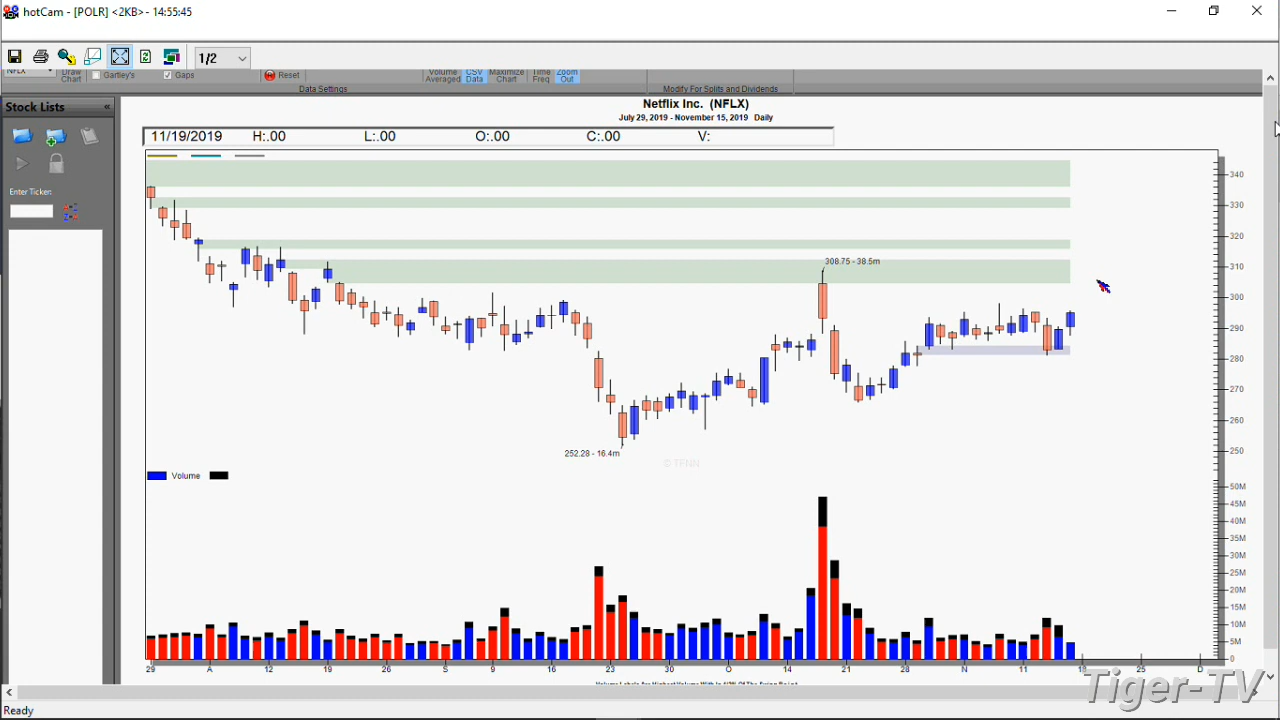 hotCam - [POLR] <2KB> - 14:55:45
1/2
NFLX
Draw Chart
Gartley's
Gaps
Reset
Volume Averaged
CSV Data
Maximize Chart
Time Freq
Zoom Out
Data Settings
Modify For Splits and Dividends
Stock Lists «
Enter Ticker:
Netflix Inc. (NFLX)
July 29, 2019 - November 15, 2019 Daily
11/19/2019 H:.00 L:.00 O:.00 C:.00 V:
340
330
320
310
300
290
280
270
260
250
308.75 - 38.5m
252.28 - 16.4m
© TFNN
Volume
50M
45M
40M
35M
30M
25M
20M
15M
10M
5M
0
29 A 12 19 26 S 9 16 23 30 O 7 14 21 28 N 11 18 25 D
Tiger-TV
Ready